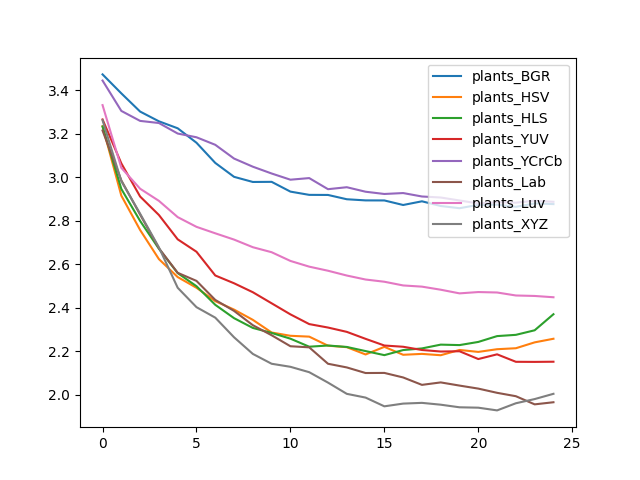 plants_BGR
plants_HSV
plants_HLS
plants_YUV
plants_YCrCb
plants_Lab
plants_Luv
plants_XYZ
3.4
3.2
3.0
2.8
2.6
2.4
2.2
2.0
0 5 10 15 20 25